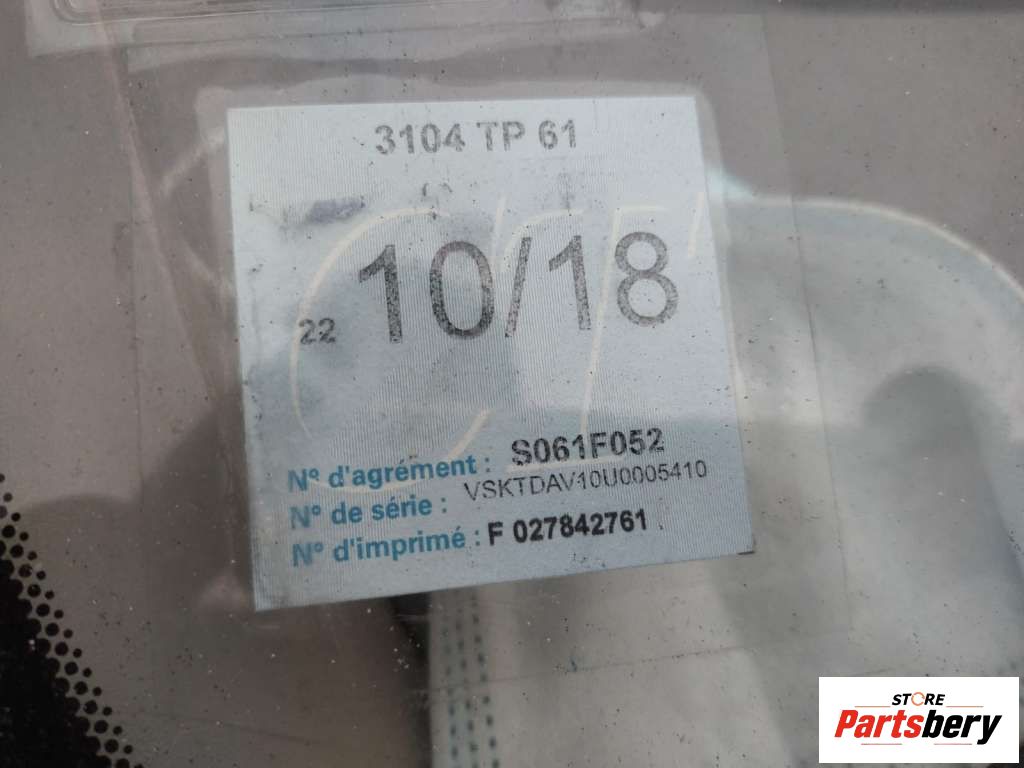 3104 TP 61
22 10/18
N° d'agrément : S061F052
N° de série : VSKTDAV10U0005410
N° d'imprimé : F 027842761
STORE
Partsbery